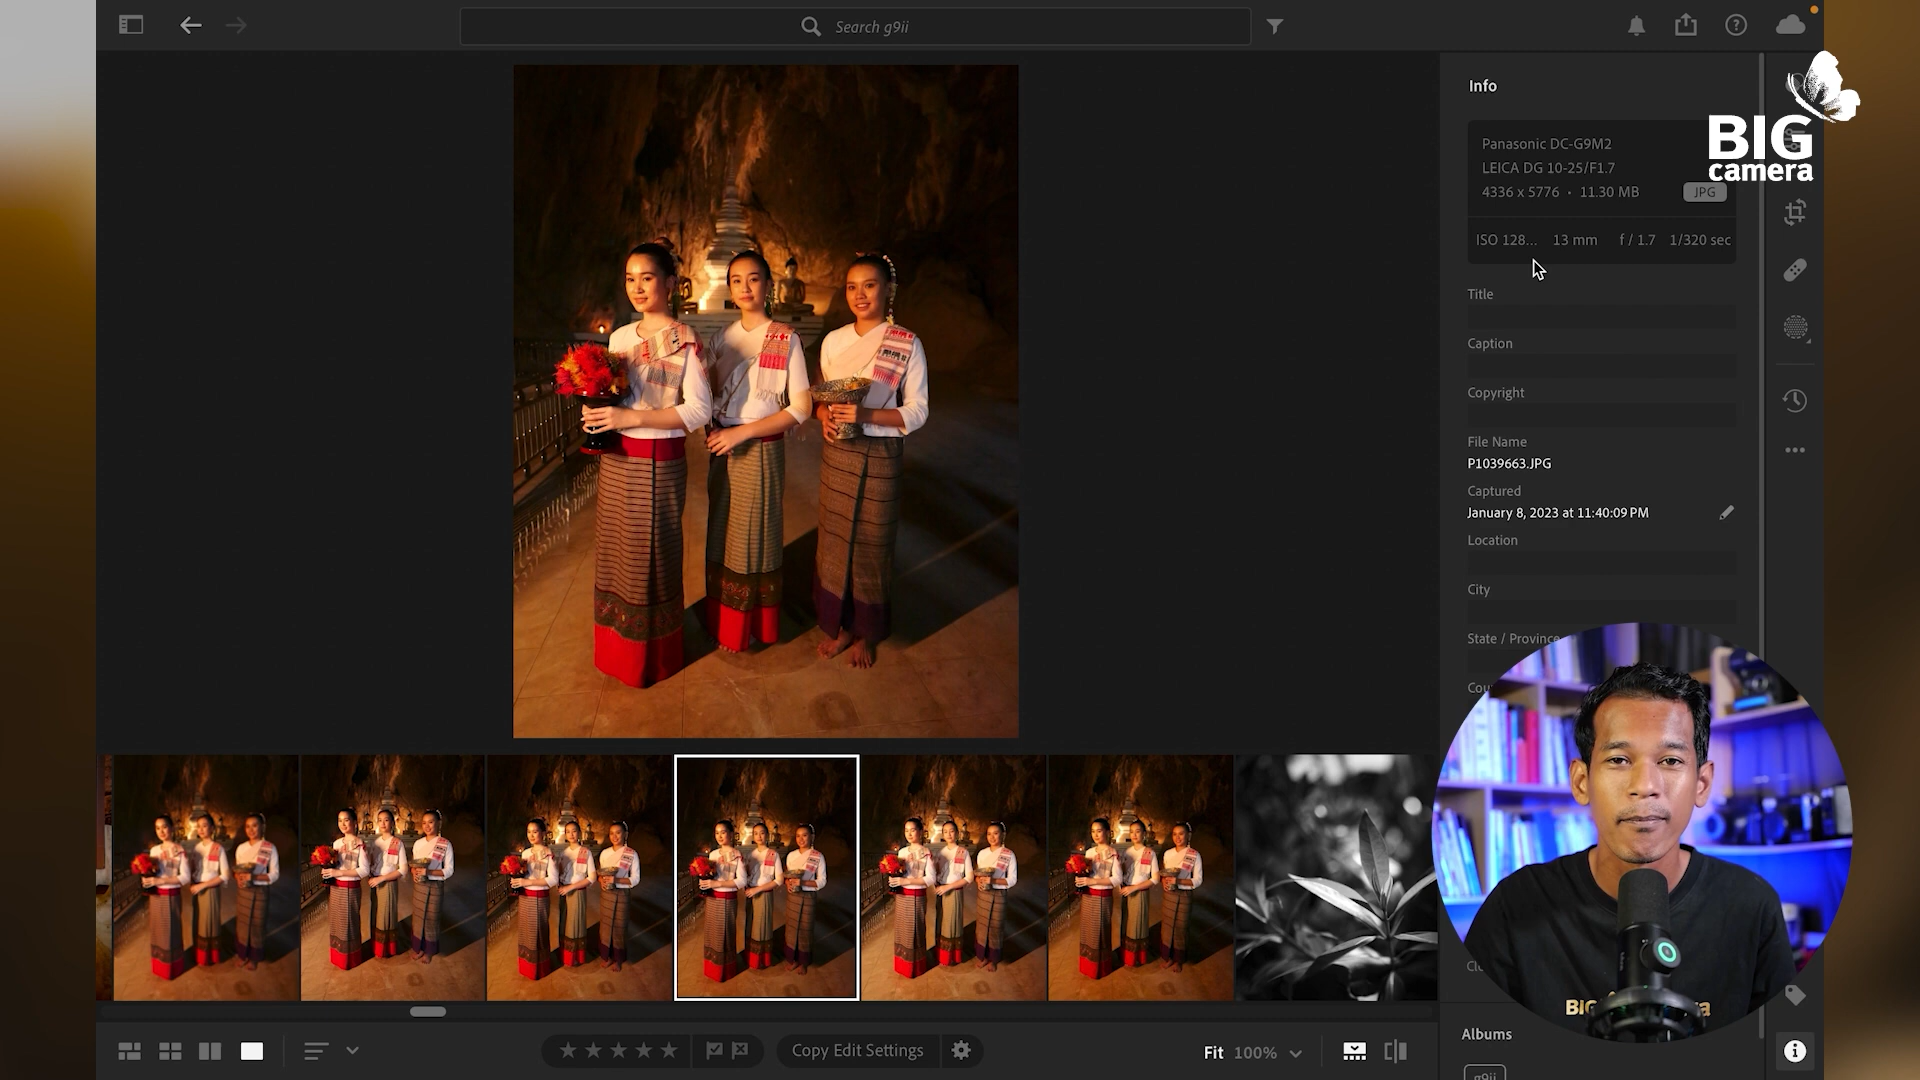 Search g9ii
Info
Panasonic DC-G9M2
LEICA DG 10-25/F1.7
4336 x 5776 • 11.30 MB
JPG
ISO 128... 13 mm f / 1.7 1/320 sec
BIG
camera
Title
Caption
Copyright
File Name
P1039663.JPG
Captured
January 8, 2023 at 11:40:09 PM
Location
City
State / Province
Albums
g9ii
Copy Edit Settings
Fit 100%